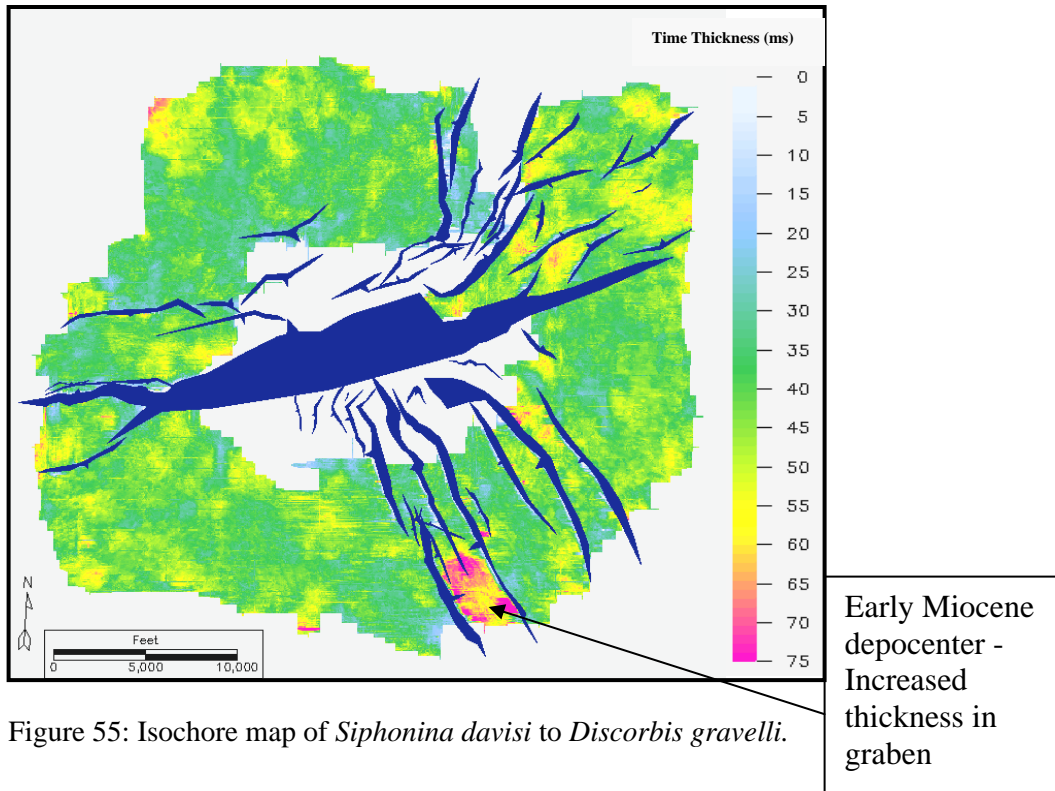 Time Thickness (ms)
0
5
10
15
20
25
30
35
40
45
50
55
60
65
70
75
N
Feet
0 5,000 10,000
Early Miocene
depocenter -
Increased
thickness in
graben
Figure 55: Isochore map of Siphonina davisi to Discorbis gravelli.